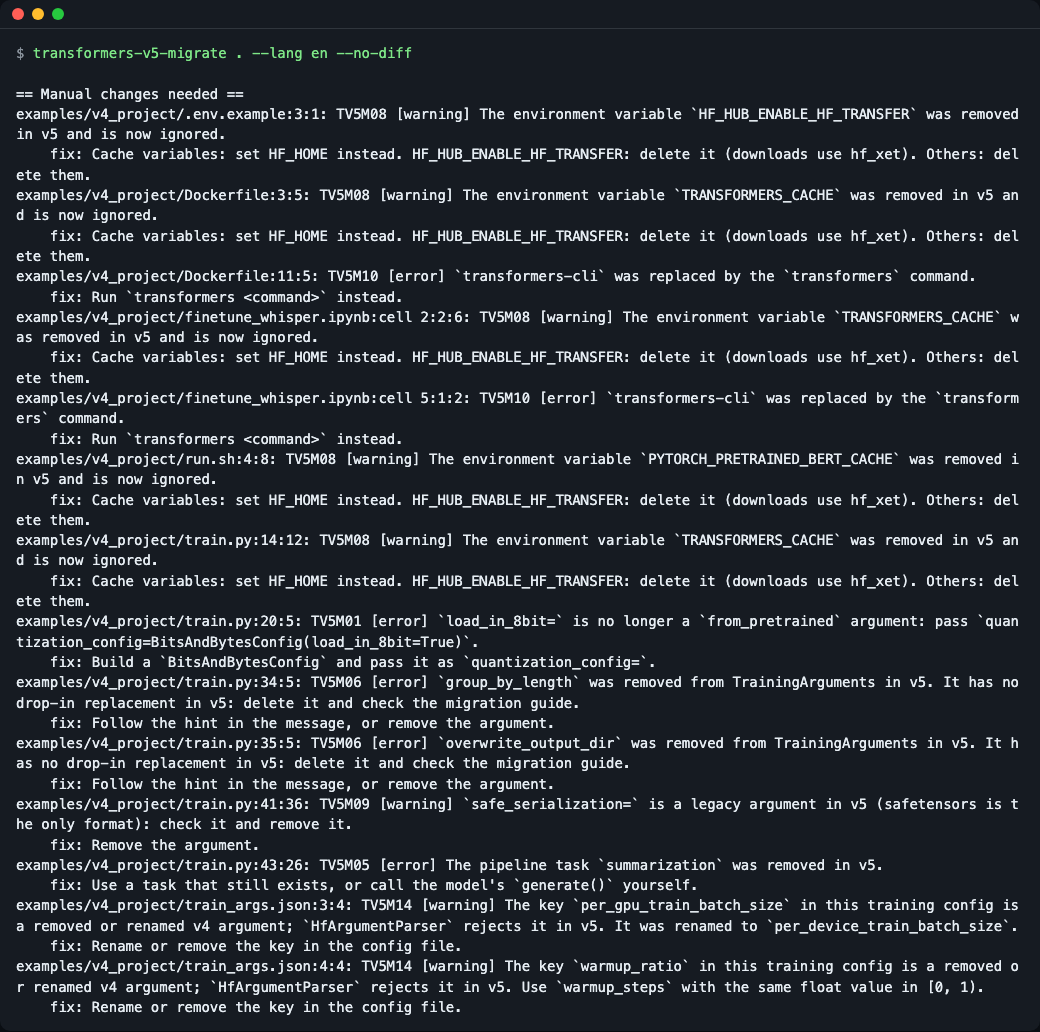 $ transformers-v5-migrate . --lang en --no-diff
== Manual changes needed ==
examples/v4_project/.env.example:3:1: TV5M08 [warning] The environment variable `HF_HUB_ENABLE_HF_TRANSFER` was removed
in v5 and is now ignored.
    fix: Cache variables: set HF_HOME instead. HF_HUB_ENABLE_HF_TRANSFER: delete it (downloads use hf_xet). Others: del
ete them.
examples/v4_project/Dockerfile:3:5: TV5M08 [warning] The environment variable `TRANSFORMERS_CACHE` was removed in v5 an
d is now ignored.
    fix: Cache variables: set HF_HOME instead. HF_HUB_ENABLE_HF_TRANSFER: delete it (downloads use hf_xet). Others: del
ete them.
examples/v4_project/Dockerfile:11:5: TV5M10 [error] `transformers-cli` was replaced by the `transformers` command.
    fix: Run `transformers <command>` instead.
examples/v4_project/finetune_whisper.ipynb:cell 2:2:6: TV5M08 [warning] The environment variable `TRANSFORMERS_CACHE` w
as removed in v5 and is now ignored.
    fix: Cache variables: set HF_HOME instead. HF_HUB_ENABLE_HF_TRANSFER: delete it (downloads use hf_xet). Others: del
ete them.
examples/v4_project/finetune_whisper.ipynb:cell 5:1:2: TV5M10 [error] `transformers-cli` was replaced by the `transform
ers` command.
    fix: Run `transformers <command>` instead.
examples/v4_project/run.sh:4:8: TV5M08 [warning] The environment variable `PYTORCH_PRETRAINED_BERT_CACHE` was removed i
n v5 and is now ignored.
    fix: Cache variables: set HF_HOME instead. HF_HUB_ENABLE_HF_TRANSFER: delete it (downloads use hf_xet). Others: del
ete them.
examples/v4_project/train.py:14:12: TV5M08 [warning] The environment variable `TRANSFORMERS_CACHE` was removed in v5 an
d is now ignored.
    fix: Cache variables: set HF_HOME instead. HF_HUB_ENABLE_HF_TRANSFER: delete it (downloads use hf_xet). Others: del
ete them.
examples/v4_project/train.py:20:5: TV5M01 [error] `load_in_8bit=` is no longer a `from_pretrained` argument: pass `quan
tization_config=BitsAndBytesConfig(load_in_8bit=True)`.
    fix: Build a `BitsAndBytesConfig` and pass it as `quantization_config=`.
examples/v4_project/train.py:34:5: TV5M06 [error] `group_by_length` was removed from TrainingArguments in v5. It has no
drop-in replacement in v5: delete it and check the migration guide.
    fix: Follow the hint in the message, or remove the argument.
examples/v4_project/train.py:35:5: TV5M06 [error] `overwrite_output_dir` was removed from TrainingArguments in v5. It h
as no drop-in replacement in v5: delete it and check the migration guide.
    fix: Follow the hint in the message, or remove the argument.
examples/v4_project/train.py:41:36: TV5M09 [warning] `safe_serialization=` is a legacy argument in v5 (safetensors is t
he only format): check it and remove it.
    fix: Remove the argument.
examples/v4_project/train.py:43:26: TV5M05 [error] The pipeline task `summarization` was removed in v5.
    fix: Use a task that still exists, or call the model's `generate()` yourself.
examples/v4_project/train_args.json:3:4: TV5M14 [warning] The key `per_gpu_train_batch_size` in this training config is
a removed or renamed v4 argument; `HfArgumentParser` rejects it in v5. It was renamed to `per_device_train_batch_size`.
    fix: Rename or remove the key in the config file.
examples/v4_project/train_args.json:4:4: TV5M14 [warning] The key `warmup_ratio` in this training config is a removed o
r renamed v4 argument; `HfArgumentParser` rejects it in v5. Use `warmup_steps` with the same float value in [0, 1).
    fix: Rename or remove the key in the config file.